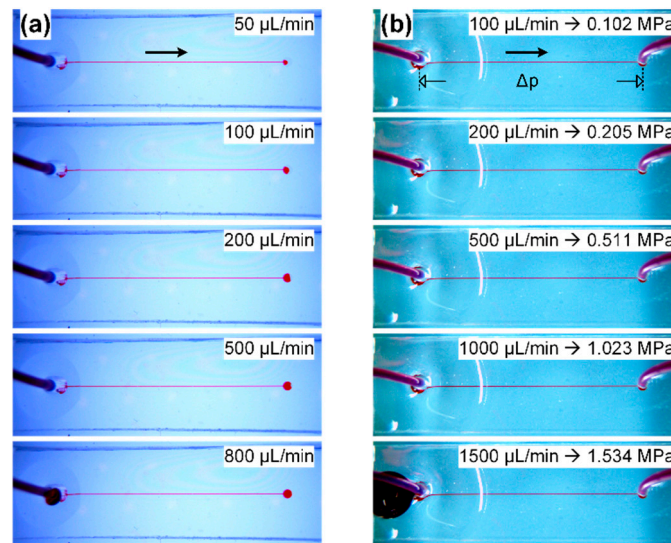 (a)
50 µL/min
100 µL/min
200 µL/min
500 µL/min
800 µL/min
(b)
100 µL/min → 0.102 MPa
Δp
200 µL/min → 0.205 MPa
500 µL/min → 0.511 MPa
1000 µL/min → 1.023 MPa
1500 µL/min → 1.534 MPa